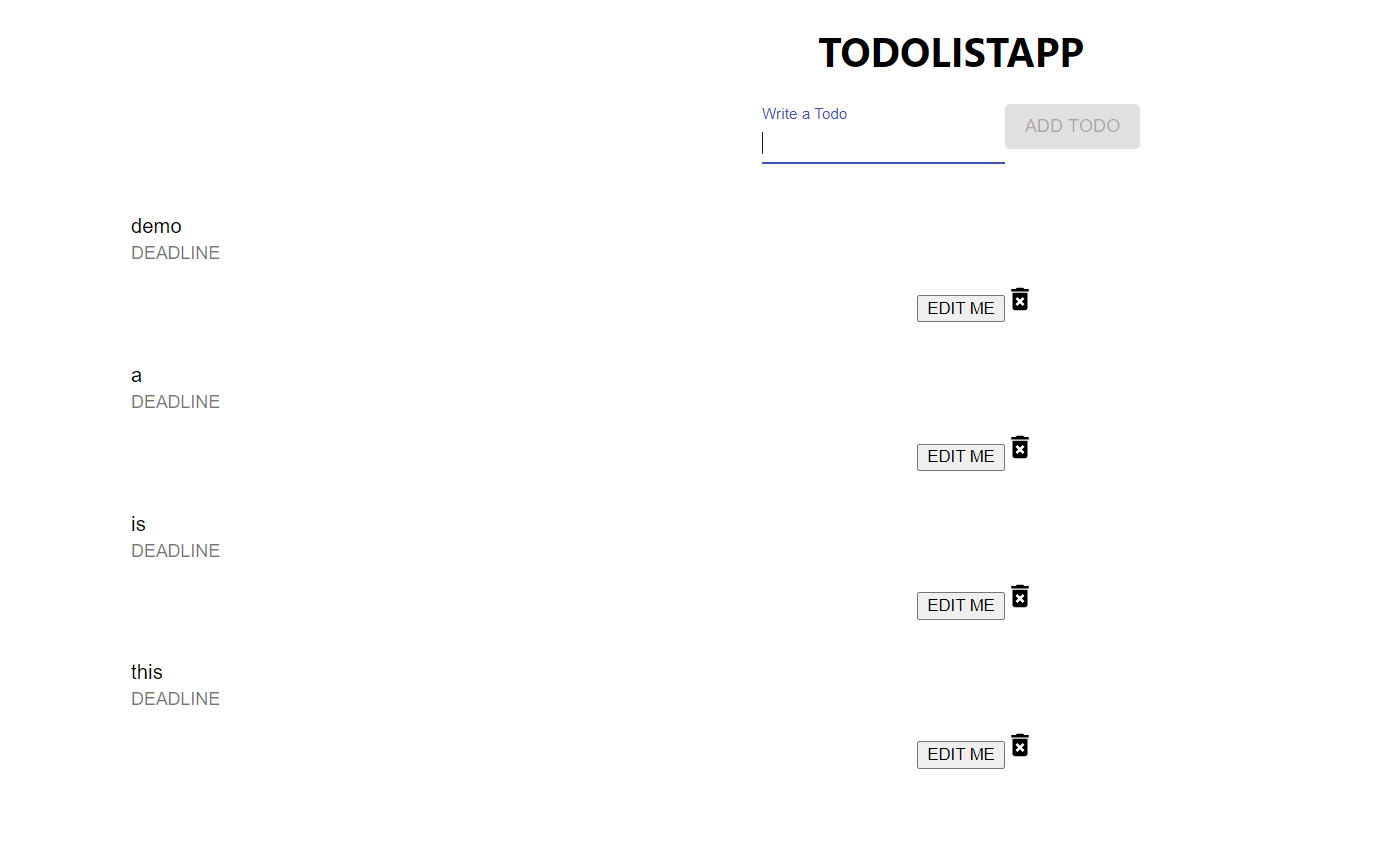 TODOLISTAPP
Write a Todo
ADD TODO
demo
DEADLINE
EDIT ME
a
DEADLINE
EDIT ME
is
DEADLINE
EDIT ME
this
DEADLINE
EDIT ME